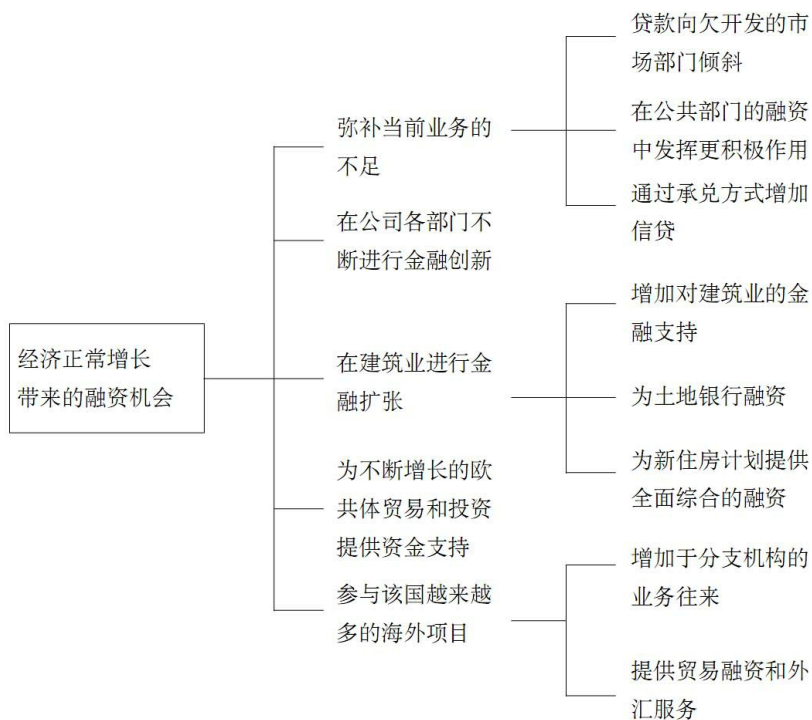 经济正常增长
带来的融资机会
弥补当前业务的
不足
贷款向欠开发的市
场部门倾斜
在公共部门的融资
中发挥更积极作用
通过承兑方式增加
信贷
在公司各部门不
断进行金融创新
在建筑业进行金
融扩张
增加对建筑业的金
融支持
为土地银行融资
为新住房计划提供
全面综合的融资
为不断增长的欧
共体贸易和投资
提供资金支持
参与该国越来越
多的海外项目
增加于分支机构的
业务往来
提供贸易融资和外
汇服务